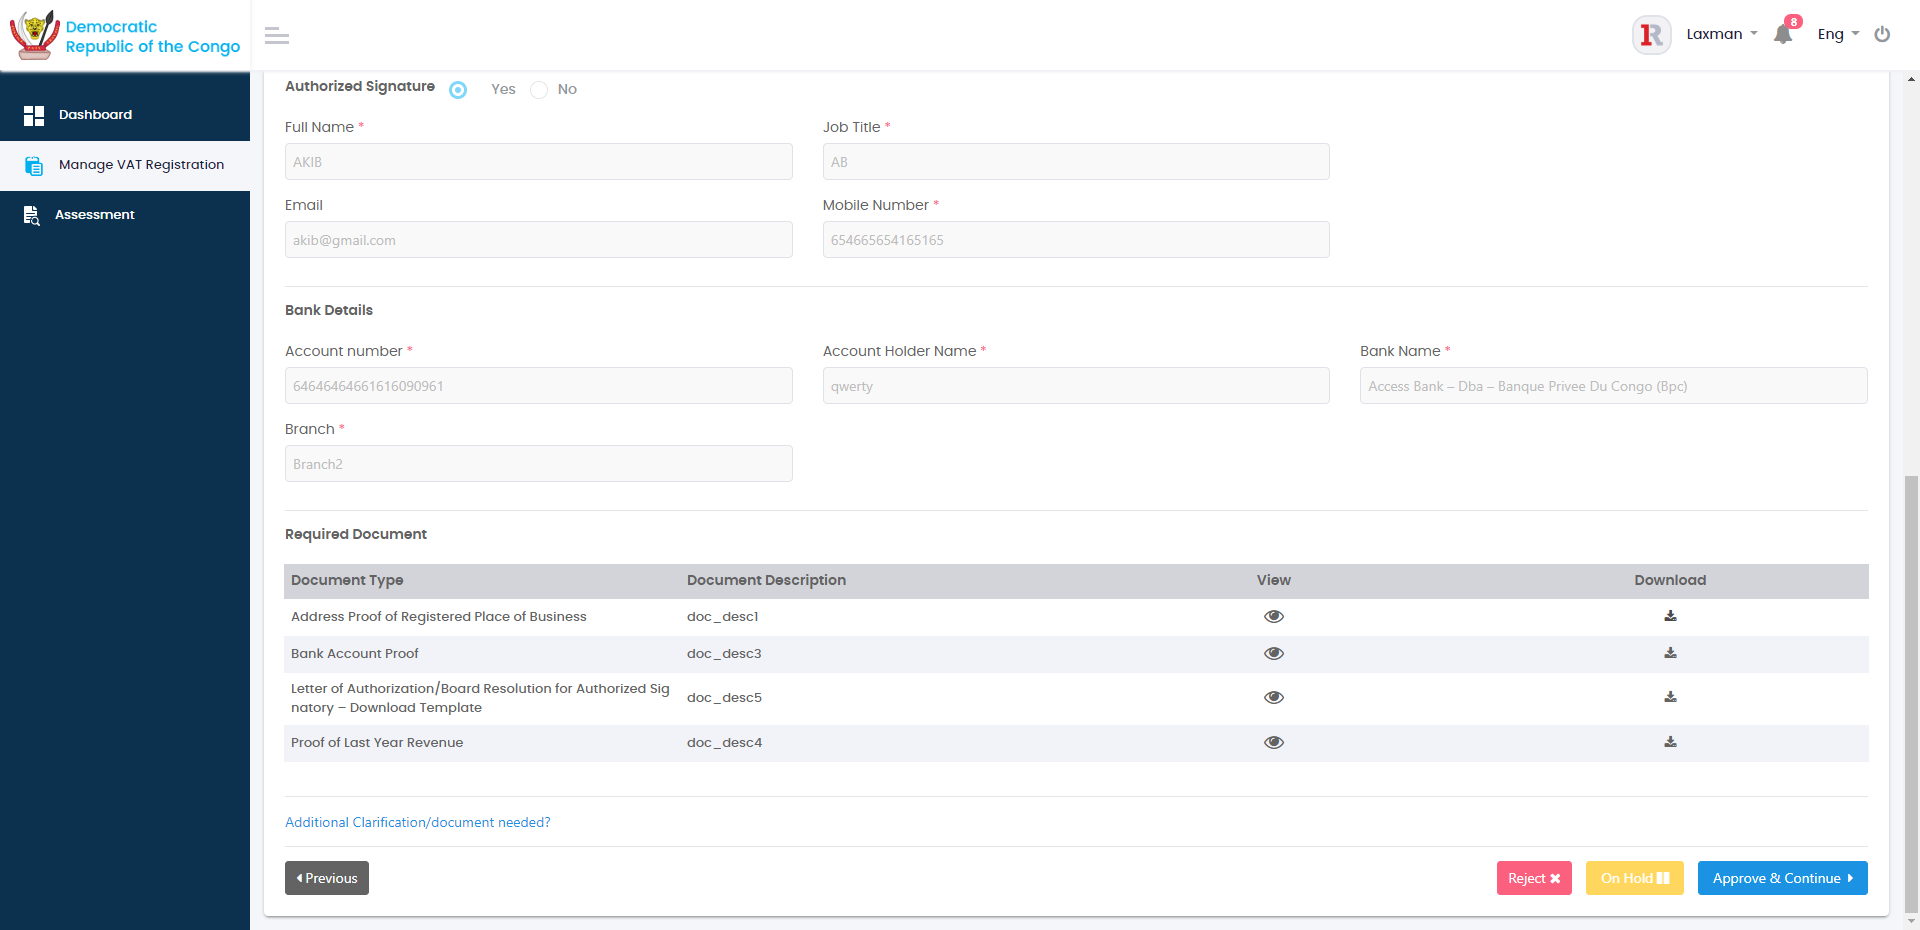 Democratic
Republic of the Congo
1R
Laxman
8
Eng
Dashboard
Manage VAT Registration
Assessment
Authorized Signature Yes No
Full Name * Job Title *
AKIB AB
Email Mobile Number *
akib@gmail.com 654665654165165
Bank Details
Account number * Account Holder Name * Bank Name *
64646464661616090961 qwerty Access Bank – Dba – Banque Privee Du Congo (Bpc)
Branch *
Branch2
Required Document
Document Type Document Description View Download
Address Proof of Registered Place of Business doc_desc1
Bank Account Proof doc_desc3
Letter of Authorization/Board Resolution for Authorized Sig
natory – Download Template doc_desc5
Proof of Last Year Revenue doc_desc4
Additional Clarification/document needed?
Previous Reject On Hold Approve & Continue